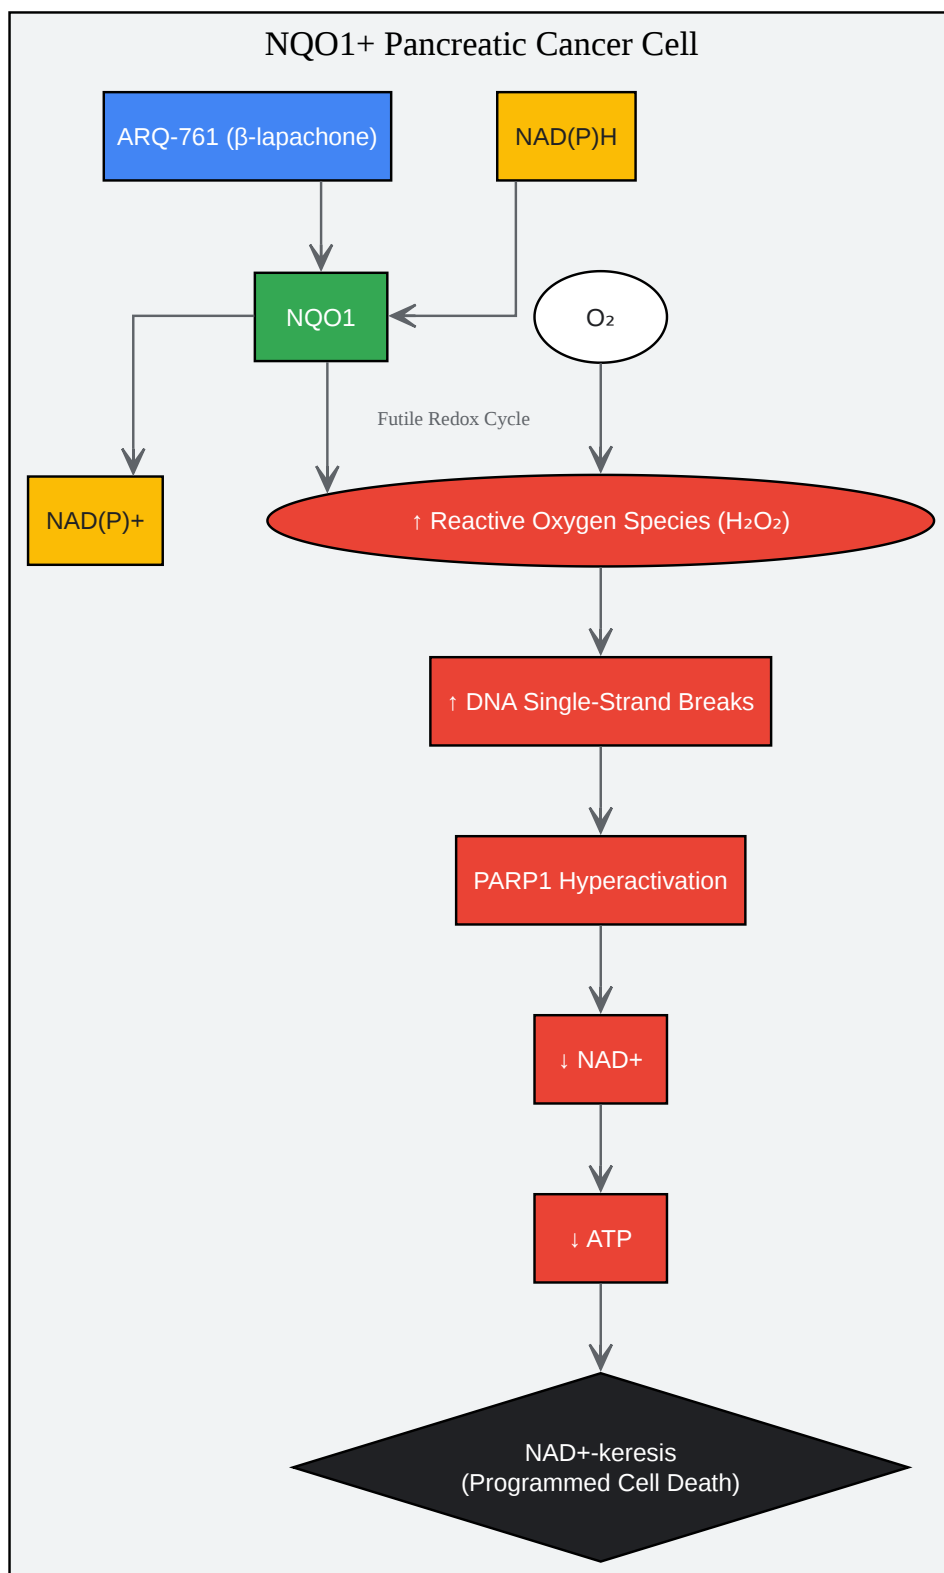 NQO1+ Pancreatic Cancer Cell
ARQ-761 (β-lapachone)
NAD(P)H
NQO1
O₂
Futile Redox Cycle
NAD(P)+
↑ Reactive Oxygen Species (H₂O₂)
↑ DNA Single-Strand Breaks
PARP1 Hyperactivation
↓ NAD+
↓ ATP
NAD+-keresis
(Programmed Cell Death)